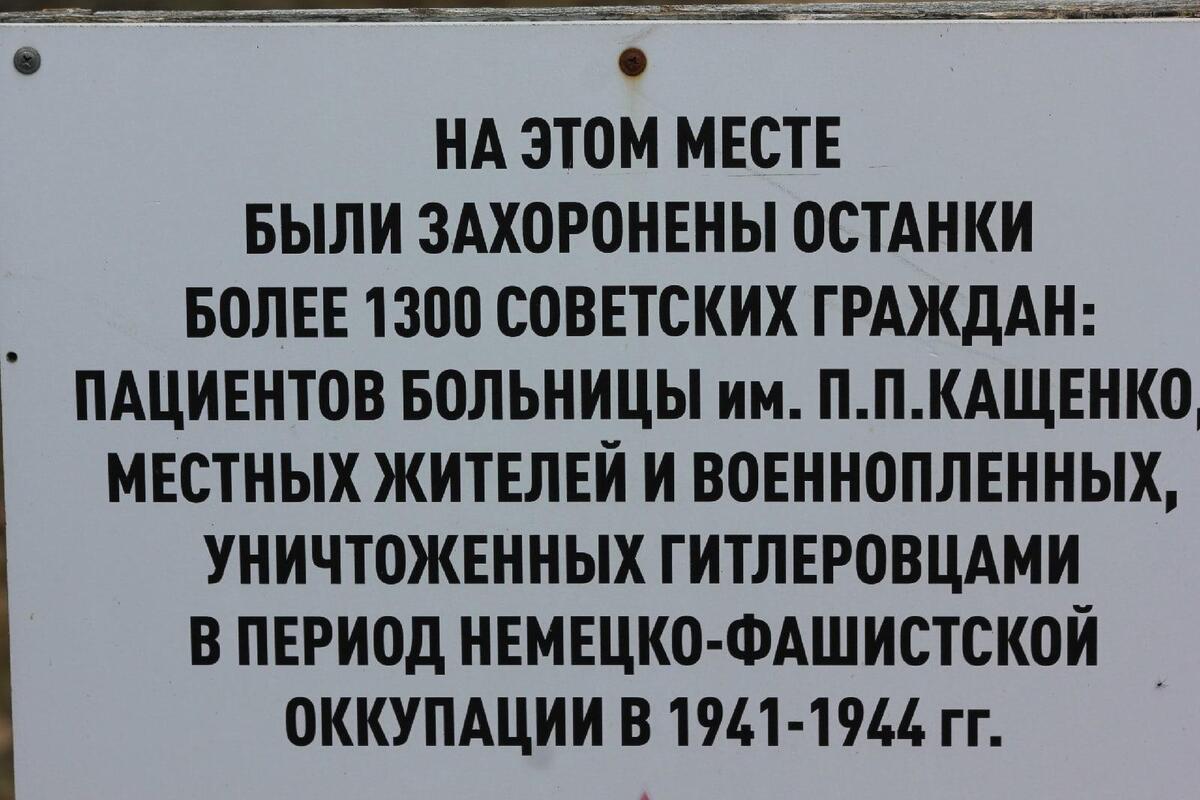 НА ЭТОМ МЕСТЕ
БЫЛИ ЗАХОРОНЕНЫ ОСТАНКИ
БОЛЕЕ 1300 СОВЕТСКИХ ГРАЖДАН:
ПАЦИЕНТОВ БОЛЬНИЦЫ им. П.П.КАЩЕНКО,
МЕСТНЫХ ЖИТЕЛЕЙ И ВОЕННОПЛЕННЫХ,
УНИЧТОЖЕННЫХ ГИТЛЕРОВЦАМИ
В ПЕРИОД НЕМЕЦКО-ФАШИСТСКОЙ
ОККУПАЦИИ В 1941-1944 гг.